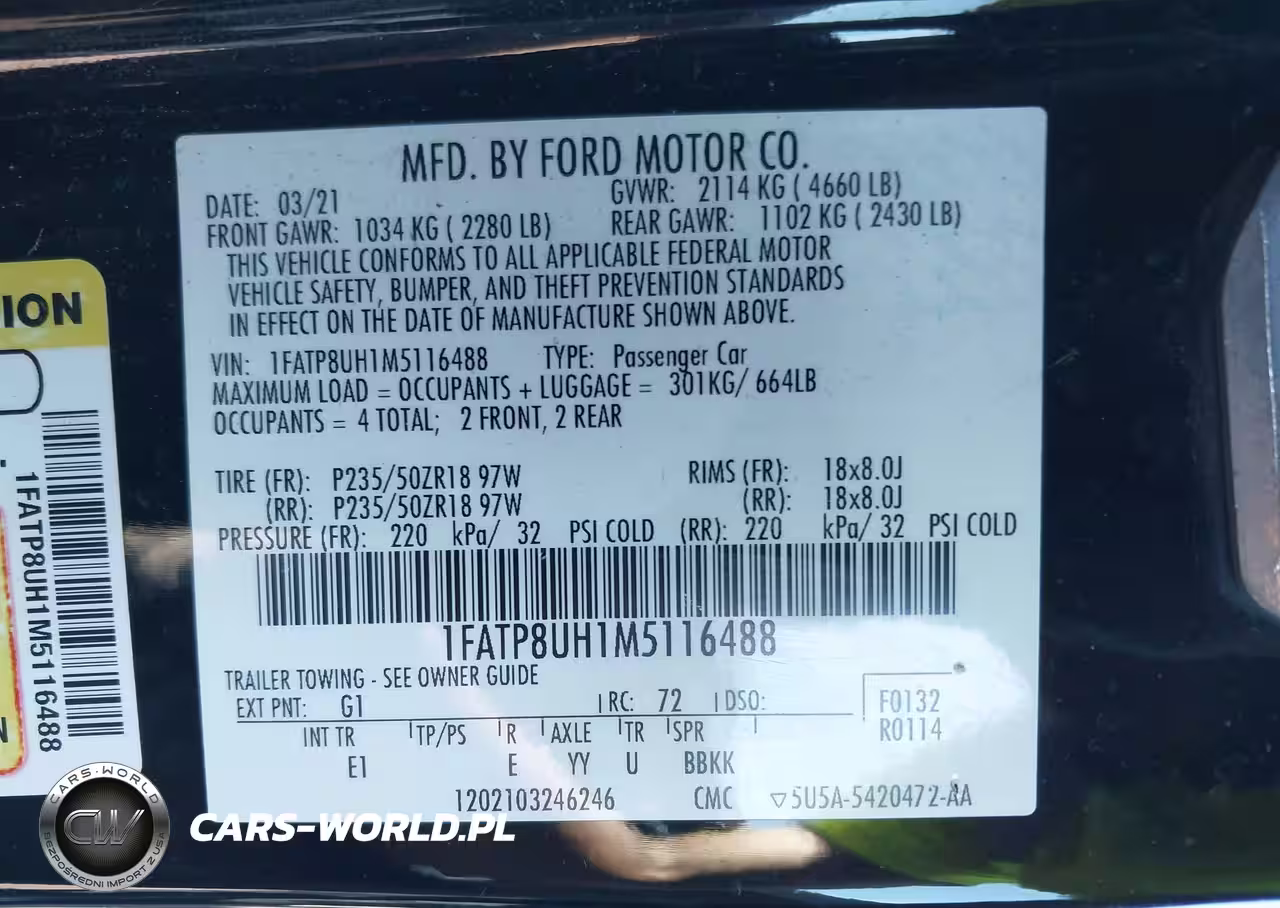 MFD. BY FORD MOTOR CO.
DATE: 03/21 GVWR: 2114 KG ( 4660 LB)
FRONT GAWR: 1034 KG ( 2280 LB) REAR GAWR: 1102 KG ( 2430 LB)
THIS VEHICLE CONFORMS TO ALL APPLICABLE FEDERAL MOTOR
VEHICLE SAFETY, BUMPER, AND THEFT PREVENTION STANDARDS
IN EFFECT ON THE DATE OF MANUFACTURE SHOWN ABOVE.
VIN: 1FATP8UH1M5116488 TYPE: Passenger Car
MAXIMUM LOAD = OCCUPANTS + LUGGAGE = 301KG/ 664LB
OCCUPANTS = 4 TOTAL; 2 FRONT, 2 REAR
TIRE (FR): P235/50ZR18 97W RIMS (FR): 18x8.0J
(RR): P235/50ZR18 97W (RR): 18x8.0J
PRESSURE (FR): 220 kPa/ 32 PSI COLD (RR): 220 kPa/ 32 PSI COLD
1FATP8UH1M5116488
TRAILER TOWING - SEE OWNER GUIDE
EXT PNT: G1 RC: 72 DSO: F0132
INT TR TP/PS R AXLE TR SPR R0114
E1 E YY U BBKK
1202103246246 CMC ▽5U5A-5420472-AA
ION
1FATP8UH1M5116488
N
CARS-WORLD
CW
BEZPOŚREDNI IMPORT Z USA
CARS-WORLD.PL